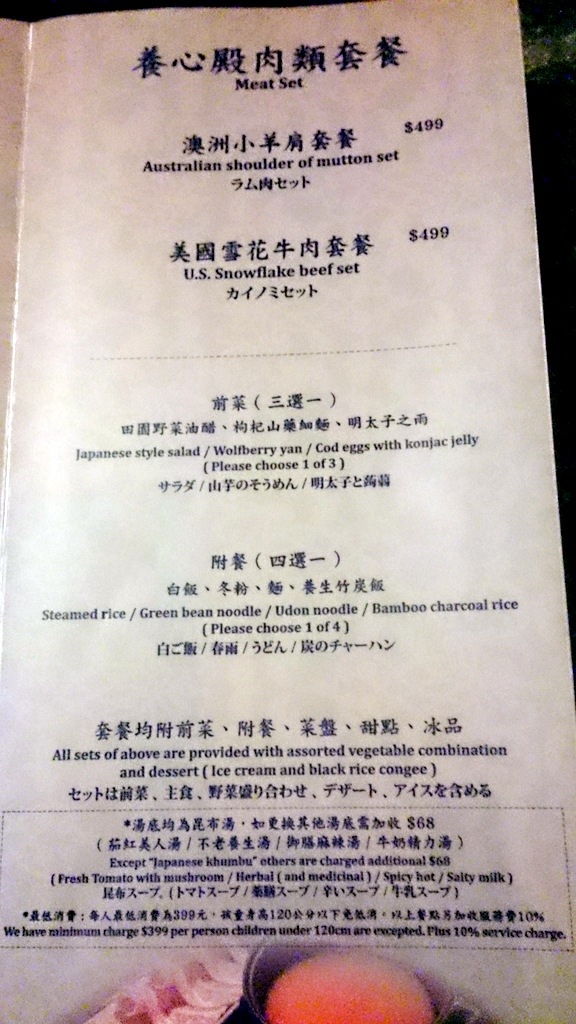 養心殿肉類套餐
Meat Set
澳洲小羊肩套餐 $499
Australian shoulder of mutton set
ラム肉セット
美國雪花牛肉套餐 $499
U.S. Snowflake beef set
カイノミセット
前菜(三選一)
田園野菜油醋、枸杞山藥細麵、明太子之雨
Japanese style salad / Wolfberry yan / Cod eggs with konjac jelly
( Please choose 1 of 3 )
サラダ / 山芋のそうめん / 明太子と蒟蒻
附餐(四選一)
白飯、冬粉、麵、養生竹炭飯
Steamed rice / Green bean noodle / Udon noodle / Bamboo charcoal rice
( Please choose 1 of 4 )
白ご飯 / 春雨 / うどん / 炭のチャーハン
套餐均附前菜、附餐、菜盤、甜點、冰品
All sets of above are provided with assorted vegetable combination
and dessert ( Ice cream and black rice congee )
セットは前菜、主食、野菜盛り合わせ、デザート、アイスを含める
*湯底均為昆布湯,如更換其他湯底需加收 $68
( 茄紅美人湯 / 不老養生湯 / 御膳麻辣湯 / 牛奶精力湯 )
Except "Japanese khumbu" others are charged additional $68
( Fresh Tomato with mushroom / Herbal ( and medicinal ) / Spicy hot / Salty milk )
昆布スープ。( トマトスープ / 薬膳スープ / 辛いスープ / 牛乳スープ )
*最低消費:每人最低消費為399元,孩童身高120公分以下免低消。以上餐點另加收服務費10%
We have minimum charge $399 per person children under 120cm are excepted. Plus 10% service charge.